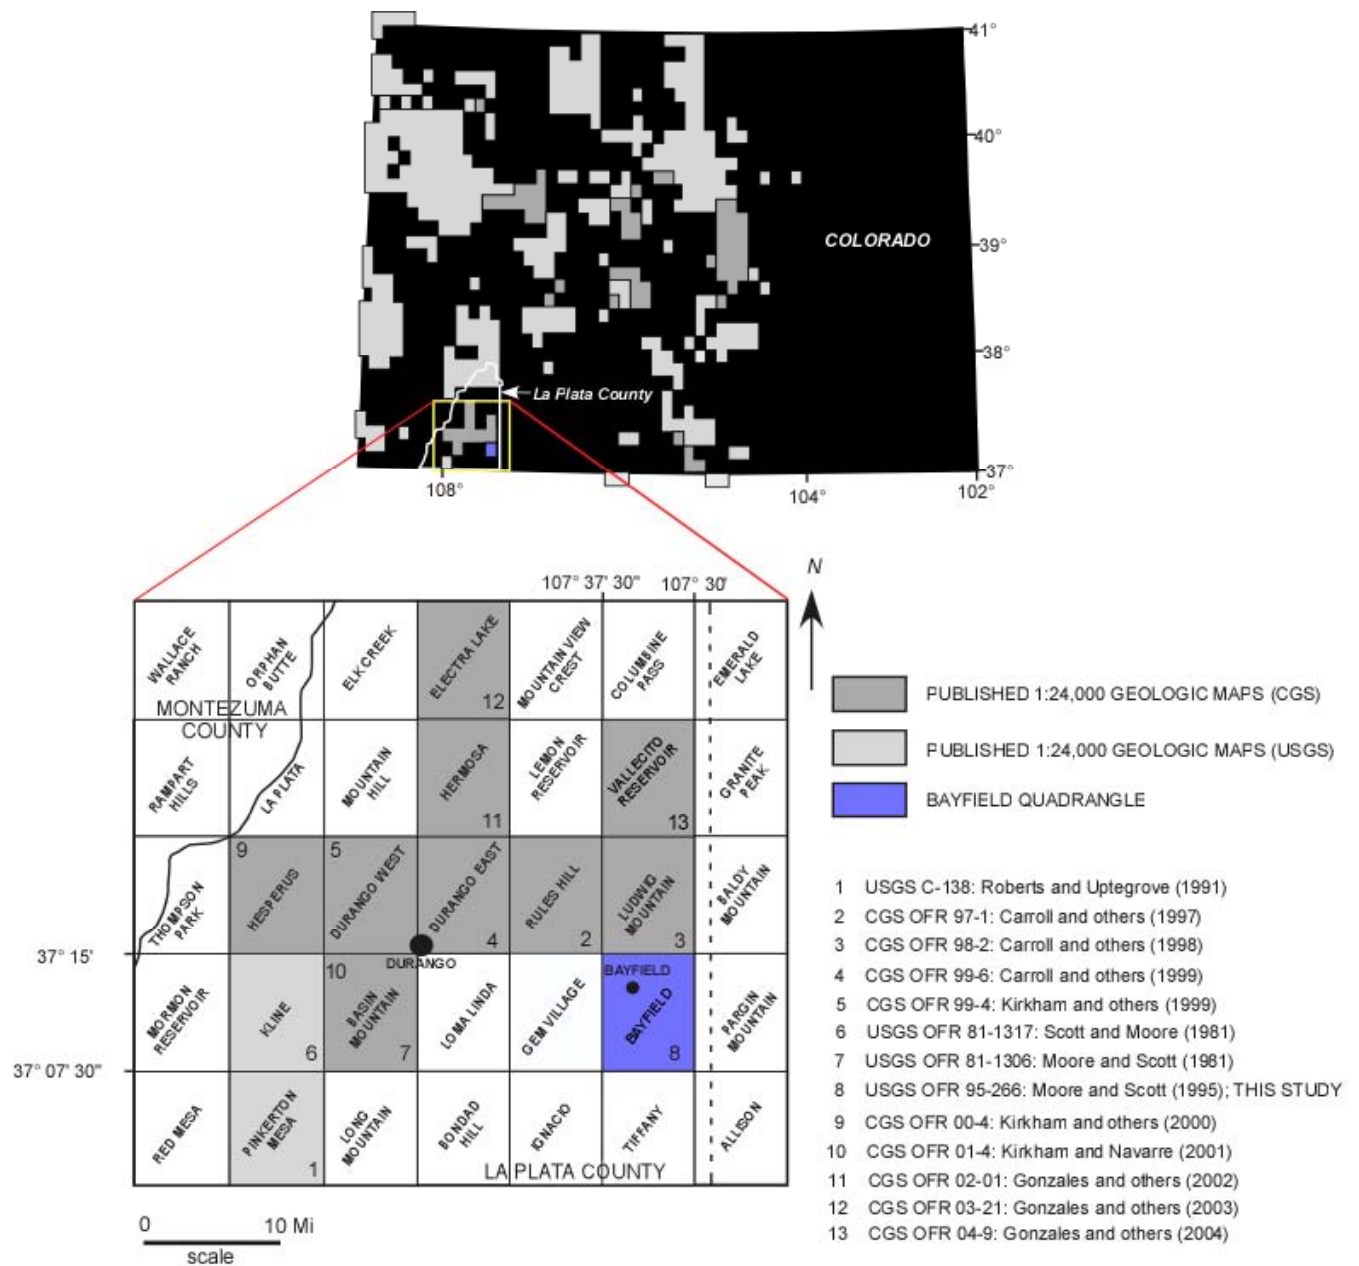 41°
40°
COLORADO
39°
38°
La Plata County
37°
108°
104°
102°
107° 37' 30" 107° 30'
N
WALLACE
RANCH
ORPHAN
BUTTE
ELK CREEK
ELECTRA LAKE
12
MOUNTAIN VIEW
CREST
COLUMBINE
PASS
EMERALD
LAKE
MONTEZUMA
COUNTY
RAMPART
HILLS
LA PLATA
MOUNTAIN
HILL
HERMOSA
11
LEMON
RESERVOIR
VALLECITO
RESERVOIR
13
GRANITE
PEAK
THOMPSON
PARK
9
HESPERUS
5
DURANGO WEST
DURANGO EAST
4
RULES HILL
2
LUDWIG
MOUNTAIN
3
BALDY
MOUNTAIN
37° 15'
DURANGO
MORMON
RESERVOIR
KLINE
6
10
BASIN
MOUNTAIN
7
LOMA LINDA
GEM VILLAGE
BAYFIELD
BAYFIELD
8
PARGIN
MOUNTAIN
37° 07' 30"
RED MESA
PINKERTON
MESA
1
LONG
MOUNTAIN
BONDAD
HILL
IGNACIO
TIFFANY
ALLISON
LA PLATA COUNTY
0 10 Mi
scale
PUBLISHED 1:24,000 GEOLOGIC MAPS (CGS)
PUBLISHED 1:24,000 GEOLOGIC MAPS (USGS)
BAYFIELD QUADRANGLE
1 USGS C-138: Roberts and Uptegrove (1991)
2 CGS OFR 97-1: Carroll and others (1997)
3 CGS OFR 98-2: Carroll and others (1998)
4 CGS OFR 99-6: Carroll and others (1999)
5 CGS OFR 99-4: Kirkham and others (1999)
6 USGS OFR 81-1317: Scott and Moore (1981)
7 USGS OFR 81-1306: Moore and Scott (1981)
8 USGS OFR 95-266: Moore and Scott (1995); THIS STUDY
9 CGS OFR 00-4: Kirkham and others (2000)
10 CGS OFR 01-4: Kirkham and Navarre (2001)
11 CGS OFR 02-01: Gonzales and others (2002)
12 CGS OFR 03-21: Gonzales and others (2003)
13 CGS OFR 04-9: Gonzales and others (2004)